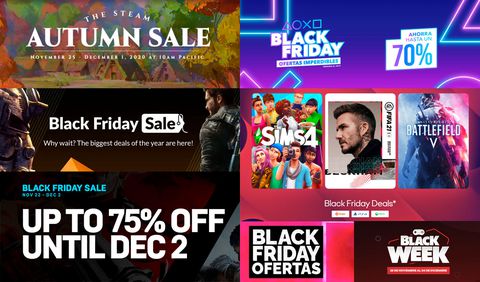 THE STEAM
AUTUMN SALE
NOVEMBER 25 - DECEMBER 1, 2020 AT 10AM PACIFIC
BLACK
FRIDAY
OFERTAS IMPERDIBLES
AHORRA
HASTA UN
70%
Black Friday Sale
Why wait? The biggest deals of the year are here!
BLACK FRIDAY SALE
NOV 22 - DEC 2
UP TO 75% OFF
UNTIL DEC 2
THE
SIMS 4
FIFA 21
BATTLEFIELD
V
Black Friday Deals*
BLACK
FRIDAY
OFERTAS
BLACK
WEEK